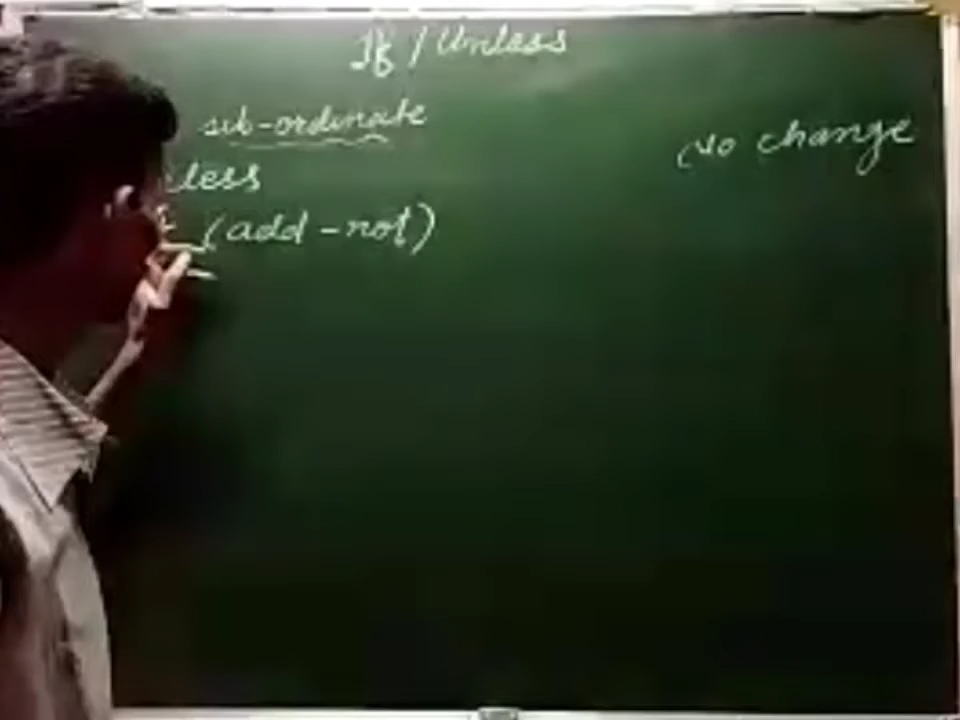 If / Unless
sub-ordinate
No change
less
(add - not)